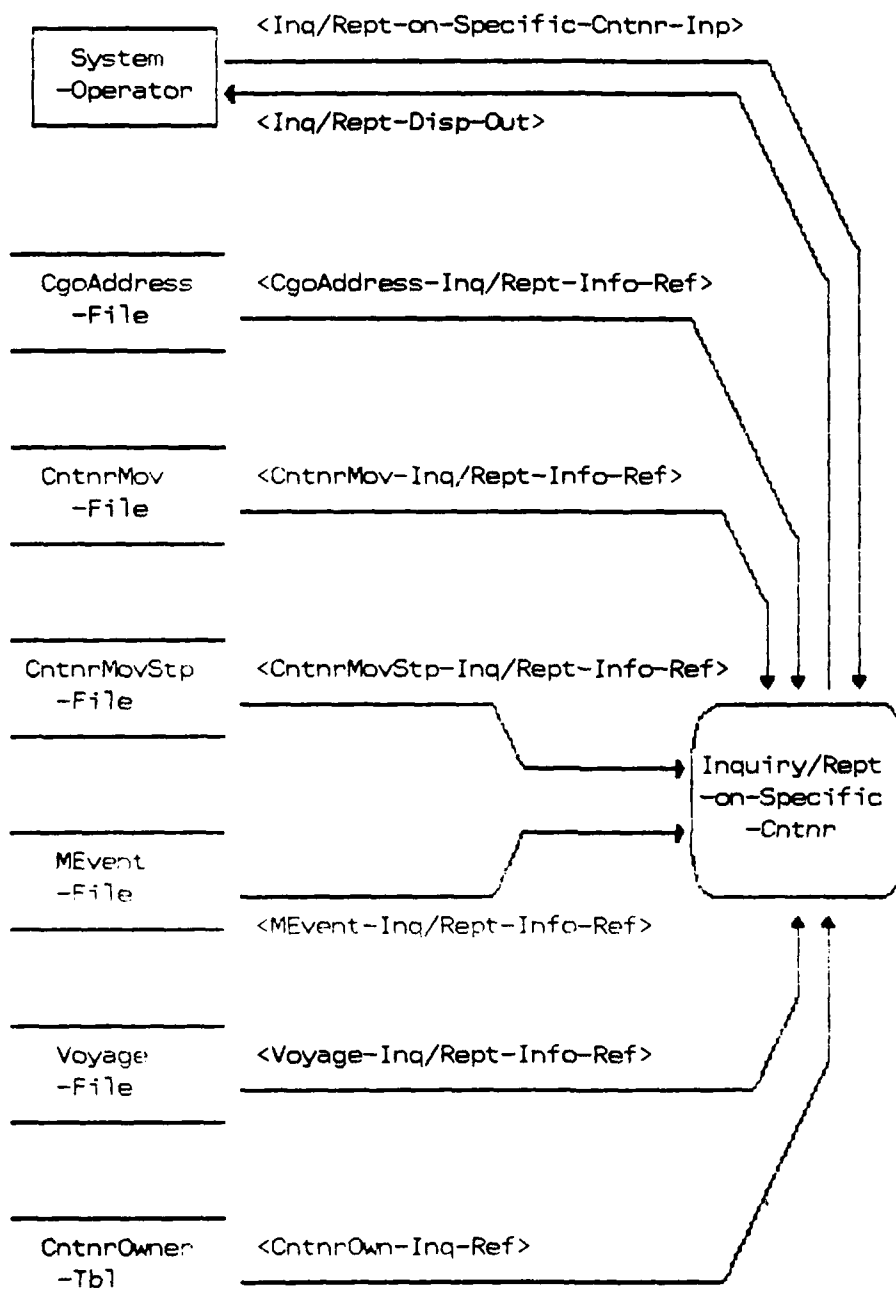 <Inq/Rept-on-Specific-Cntnr-Inp>
System
-Operator
<Inq/Rept-Disp-Out>
CgoAddress
-File
<CgoAddress-Inq/Rept-Info-Ref>
CntnrMov
-File
<CntnrMov-Inq/Rept-Info-Ref>
CntnrMovStp
-File
<CntnrMovStp-Inq/Rept-Info-Ref>
Inquiry/Rept
-on-Specific
-Cntnr
MEvent
-File
<MEvent-Inq/Rept-Info-Ref>
Voyage
-File
<Voyage-Inq/Rept-Info-Ref>
CntnrOwner
-Tbl
<CntnrOwn-Inq-Ref>